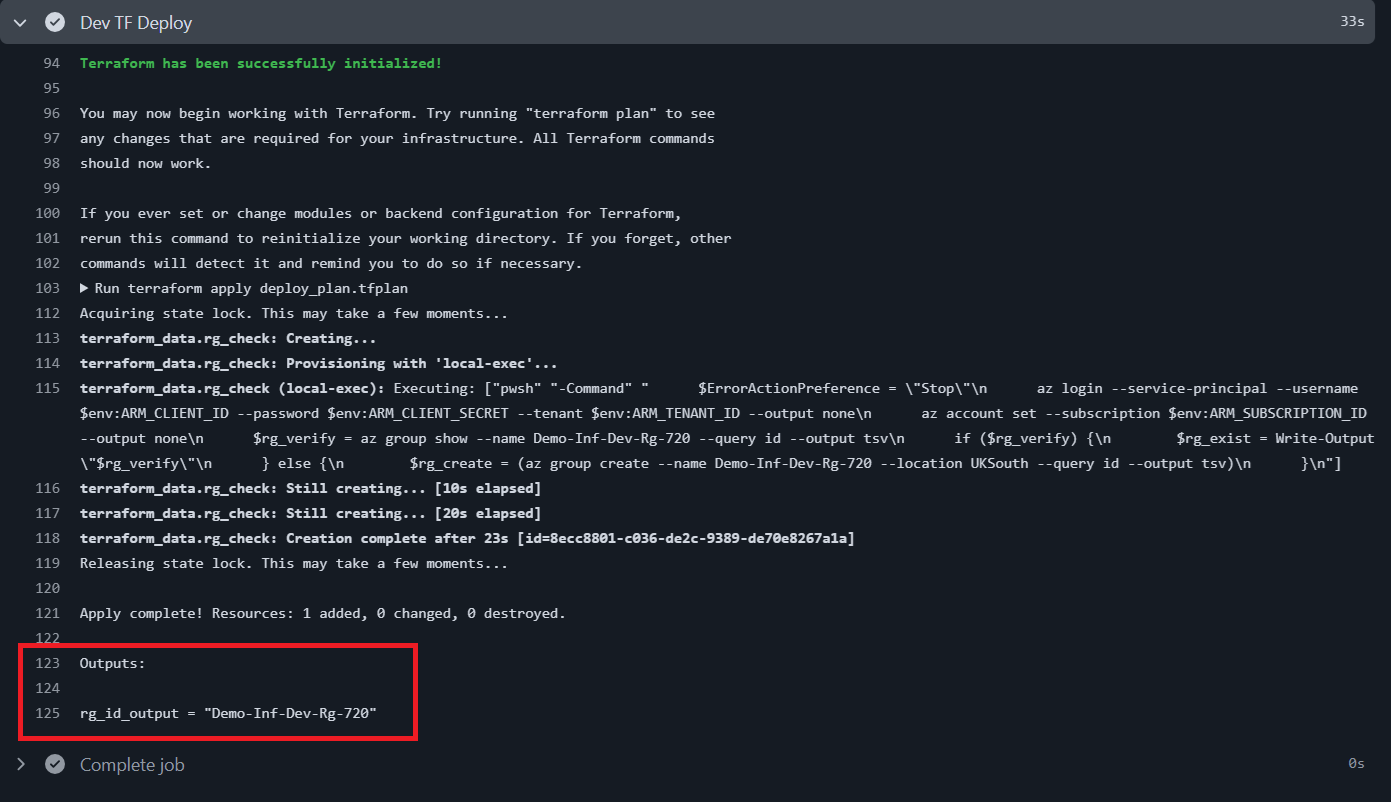 Dev TF Deploy 33s
94 Terraform has been successfully initialized!
95
96 You may now begin working with Terraform. Try running "terraform plan" to see
97 any changes that are required for your infrastructure. All Terraform commands
98 should now work.
99
100 If you ever set or change modules or backend configuration for Terraform,
101 rerun this command to reinitialize your working directory. If you forget, other
102 commands will detect it and remind you to do so if necessary.
103 ▶ Run terraform apply deploy_plan.tfplan
112 Acquiring state lock. This may take a few moments...
113 terraform_data.rg_check: Creating...
114 terraform_data.rg_check: Provisioning with 'local-exec'...
115 terraform_data.rg_check (local-exec): Executing: ["pwsh" "-Command" "      $ErrorActionPreference = \"Stop\"\n      az login --service-principal --username
$env:ARM_CLIENT_ID --password $env:ARM_CLIENT_SECRET --tenant $env:ARM_TENANT_ID --output none\n      az account set --subscription $env:ARM_SUBSCRIPTION_ID
--output none\n      $rg_verify = az group show --name Demo-Inf-Dev-Rg-720 --query id --output tsv\n      if ($rg_verify) {\n        $rg_exist = Write-Output
\"$rg_verify\"\n      } else {\n        $rg_create = (az group create --name Demo-Inf-Dev-Rg-720 --location UKSouth --query id --output tsv)\n      }\n"]
116 terraform_data.rg_check: Still creating... [10s elapsed]
117 terraform_data.rg_check: Still creating... [20s elapsed]
118 terraform_data.rg_check: Creation complete after 23s [id=8ecc8801-c036-de2c-9389-de70e8267a1a]
119 Releasing state lock. This may take a few moments...
120
121 Apply complete! Resources: 1 added, 0 changed, 0 destroyed.
122
123 Outputs:
124
125 rg_id_output = "Demo-Inf-Dev-Rg-720"
Complete job 0s